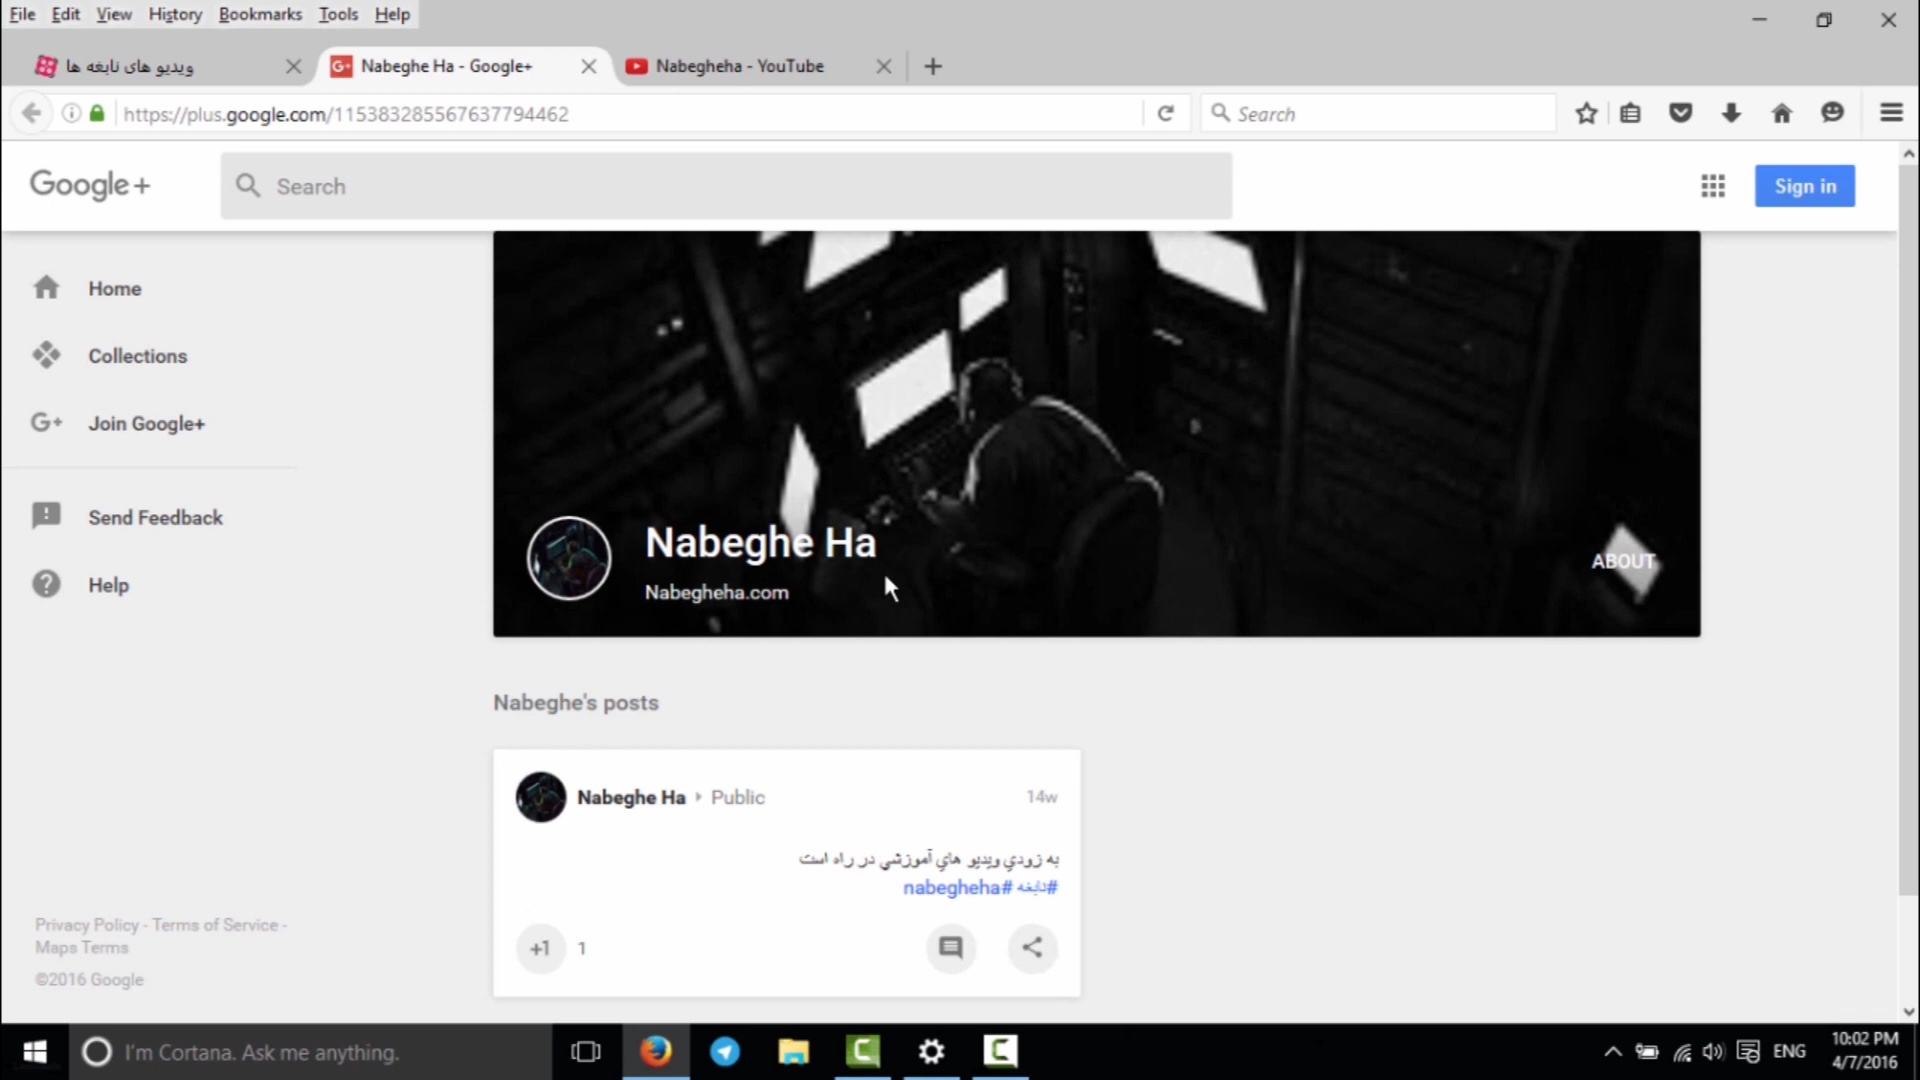 File Edit View History Bookmarks Tools Help
ویدیو های نابغه ها
Nabeghe Ha - Google+
Nabegheha - YouTube
https://plus.google.com/115383285567637794462
Search
Google+
Search
Sign in
Home
Collections
G+ Join Google+
Send Feedback
Help
Nabeghe Ha
Nabegheha.com
ABOUT
Nabeghe's posts
Nabeghe Ha ‣ Public
14w
به زودي ويديو هاي آموزشي در راه است
#نابغه #nabegheha
+1
1
Privacy Policy - Terms of Service -
Maps Terms
©2016 Google
I'm Cortana. Ask me anything.
ENG
10:02 PM
4/7/2016